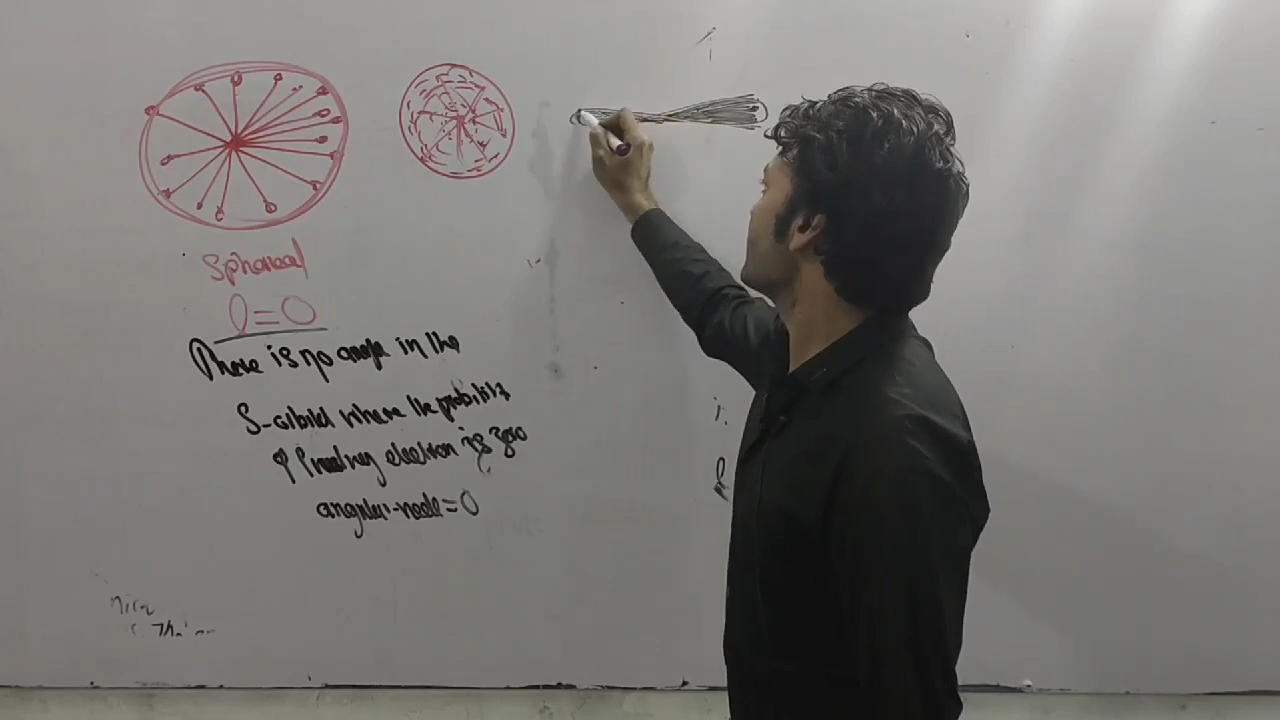 Sphereal
l=0
There is no angle in the
S-orbital where the probability
of finding electron is zero
angular-node=0